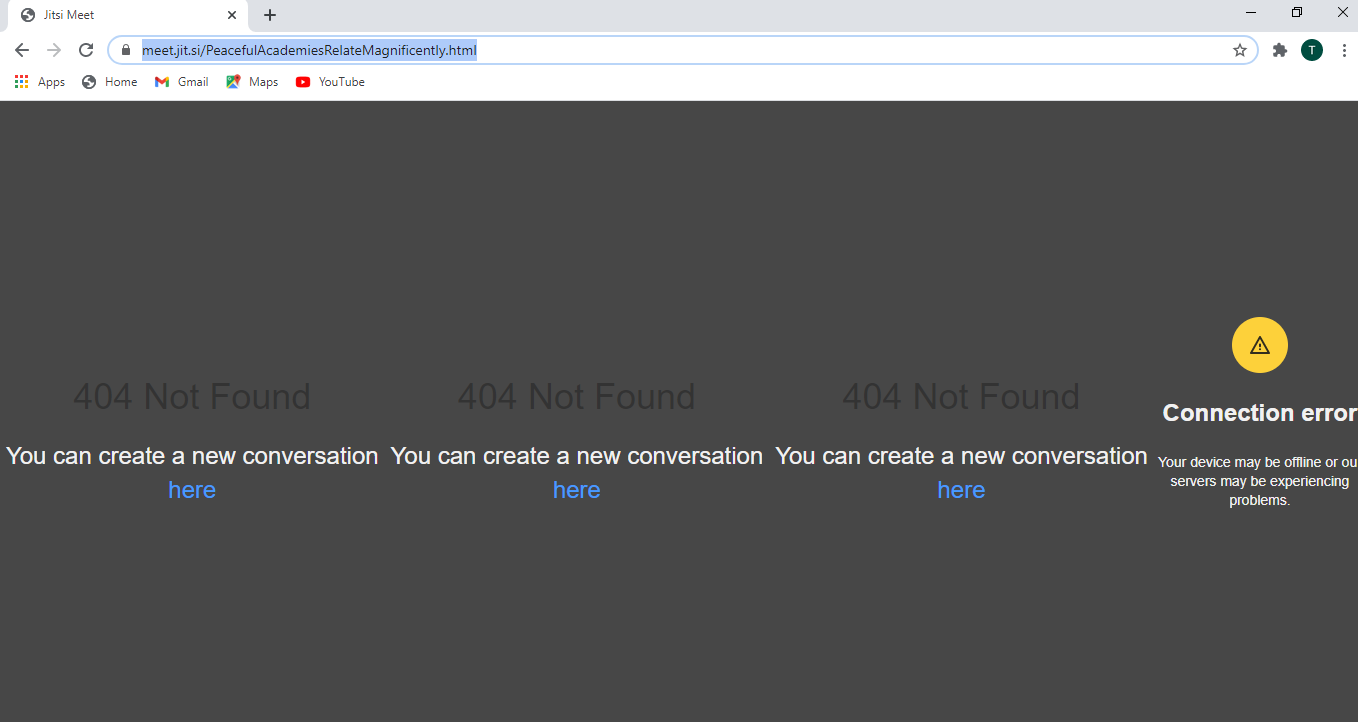 Jitsi Meet
meet.jit.si/PeacefulAcademiesRelateMagnificently.html
T
Apps Home Gmail Maps YouTube
404 Not Found
You can create a new conversation
here
404 Not Found
You can create a new conversation
here
404 Not Found
You can create a new conversation
here
Connection error
Your device may be offline or ou
servers may be experiencing
problems.